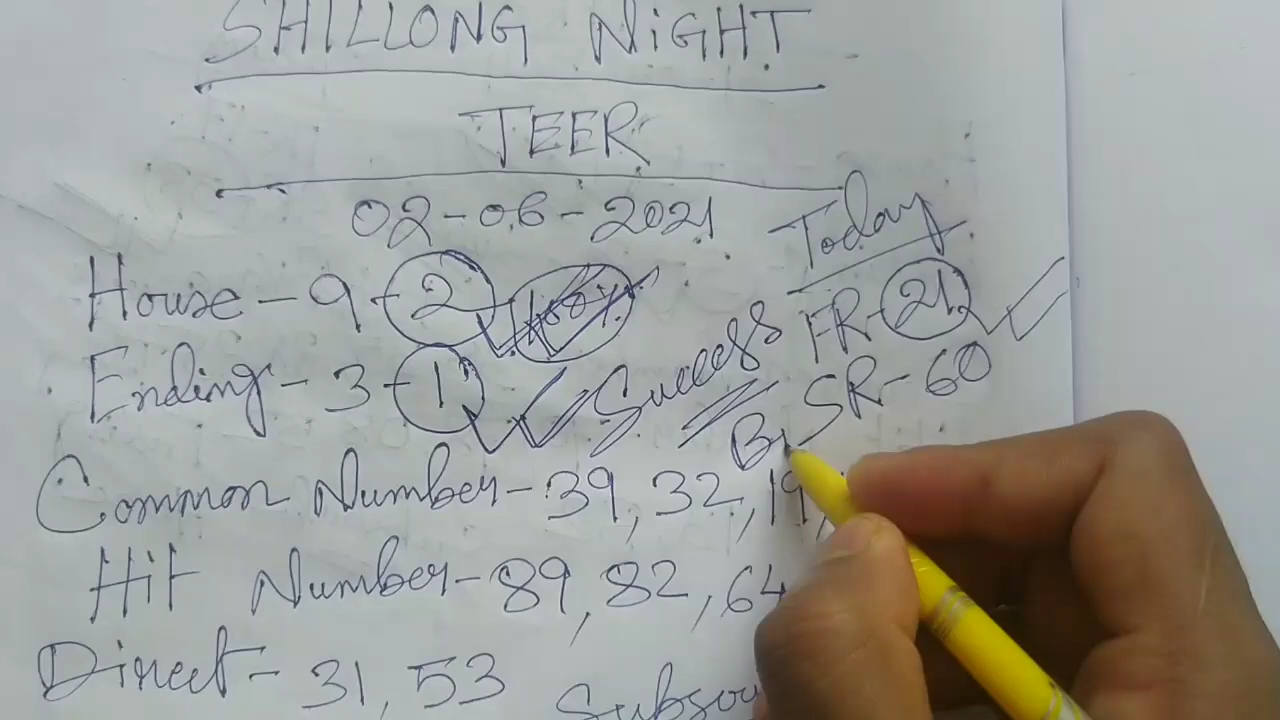 SHILLONG NiGHT
TEER
02-06-2021
Today
House - 9 - 2 100%
FR - 21
Ending - 3 - 1 Success
SR - 60
Common Number - 39, 32, 19,
Hit Number - 89, 82, 64
Direct - 31, 53